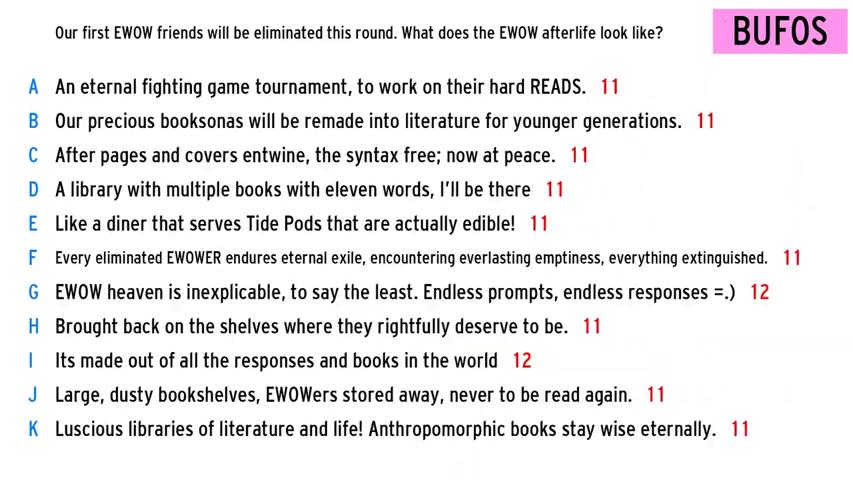 Our first EWOW friends will be eliminated this round. What does the EWOW afterlife look like?
BUFOS
A An eternal fighting game tournament, to work on their hard READS. 11
B Our precious booksonas will be remade into literature for younger generations. 11
C After pages and covers entwine, the syntax free; now at peace. 11
D A library with multiple books with eleven words, I'll be there 11
E Like a diner that serves Tide Pods that are actually edible! 11
F Every eliminated EWOWER endures eternal exile, encountering everlasting emptiness, everything extinguished. 11
G EWOW heaven is inexplicable, to say the least. Endless prompts, endless responses =.) 12
H Brought back on the shelves where they rightfully deserve to be. 11
I Its made out of all the responses and books in the world 12
J Large, dusty bookshelves, EWOWers stored away, never to be read again. 11
K Luscious libraries of literature and life! Anthropomorphic books stay wise eternally. 11